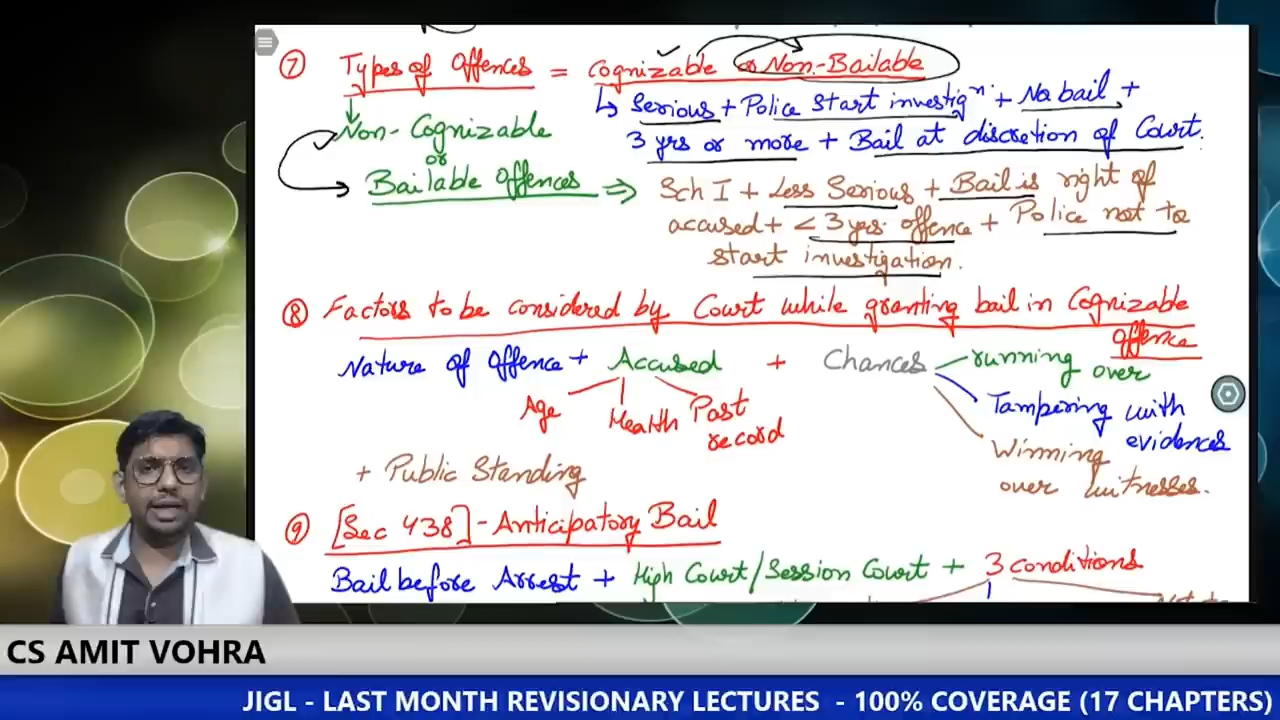 ⑦ Types of Offences = Cognizable or Non-Bailable
↳ Serious + Police Start investigⁿ + No bail +
3 yrs or more + Bail at discretion of Court.
Non-Cognizable
or
Bailable Offences ⇒ Sch I + Less Serious + Bail is right of
accused + < 3 yrs offence + Police not to
start investigation.
⑧ Factors to be considered by Court while granting bail in Cognizable
offence
Nature of offence + Accused + Chances
running over
Age Health Past record
Tampering with evidences
Winning over witnesses.
+ Public Standing
⑨ [Sec 438] - Anticipatory Bail
Bail before Arrest + High Court/Session Court + 3 conditions
CS AMIT VOHRA
JIGL - LAST MONTH REVISIONARY LECTURES - 100% COVERAGE (17 CHAPTERS)